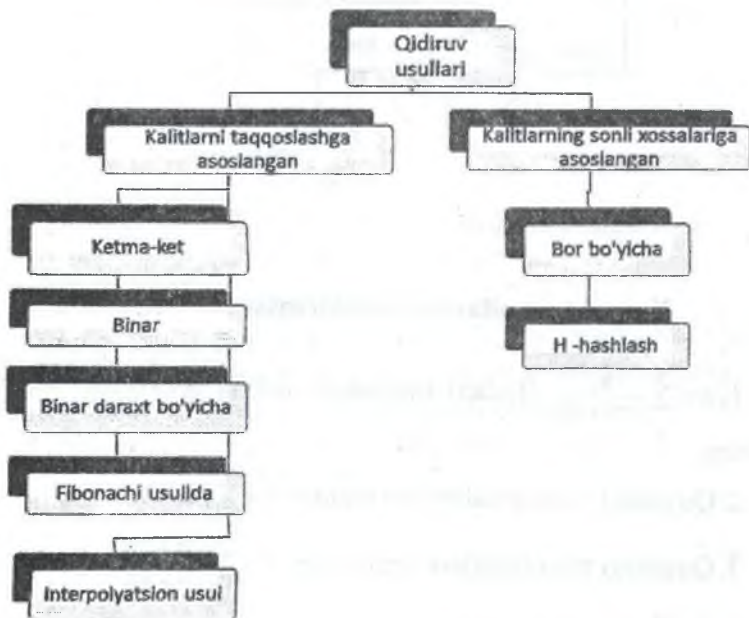 Qidiruv
usullari
Kalitlarni taqqoslashga
asoslangan
Kalitlarning sonli xossalariga
asoslangan
Ketma-ket
Binar
Binar daraxt bo'yicha
Fibonachi usulida
Interpolyatsion usul
Bor bo'yicha
H -hashlash